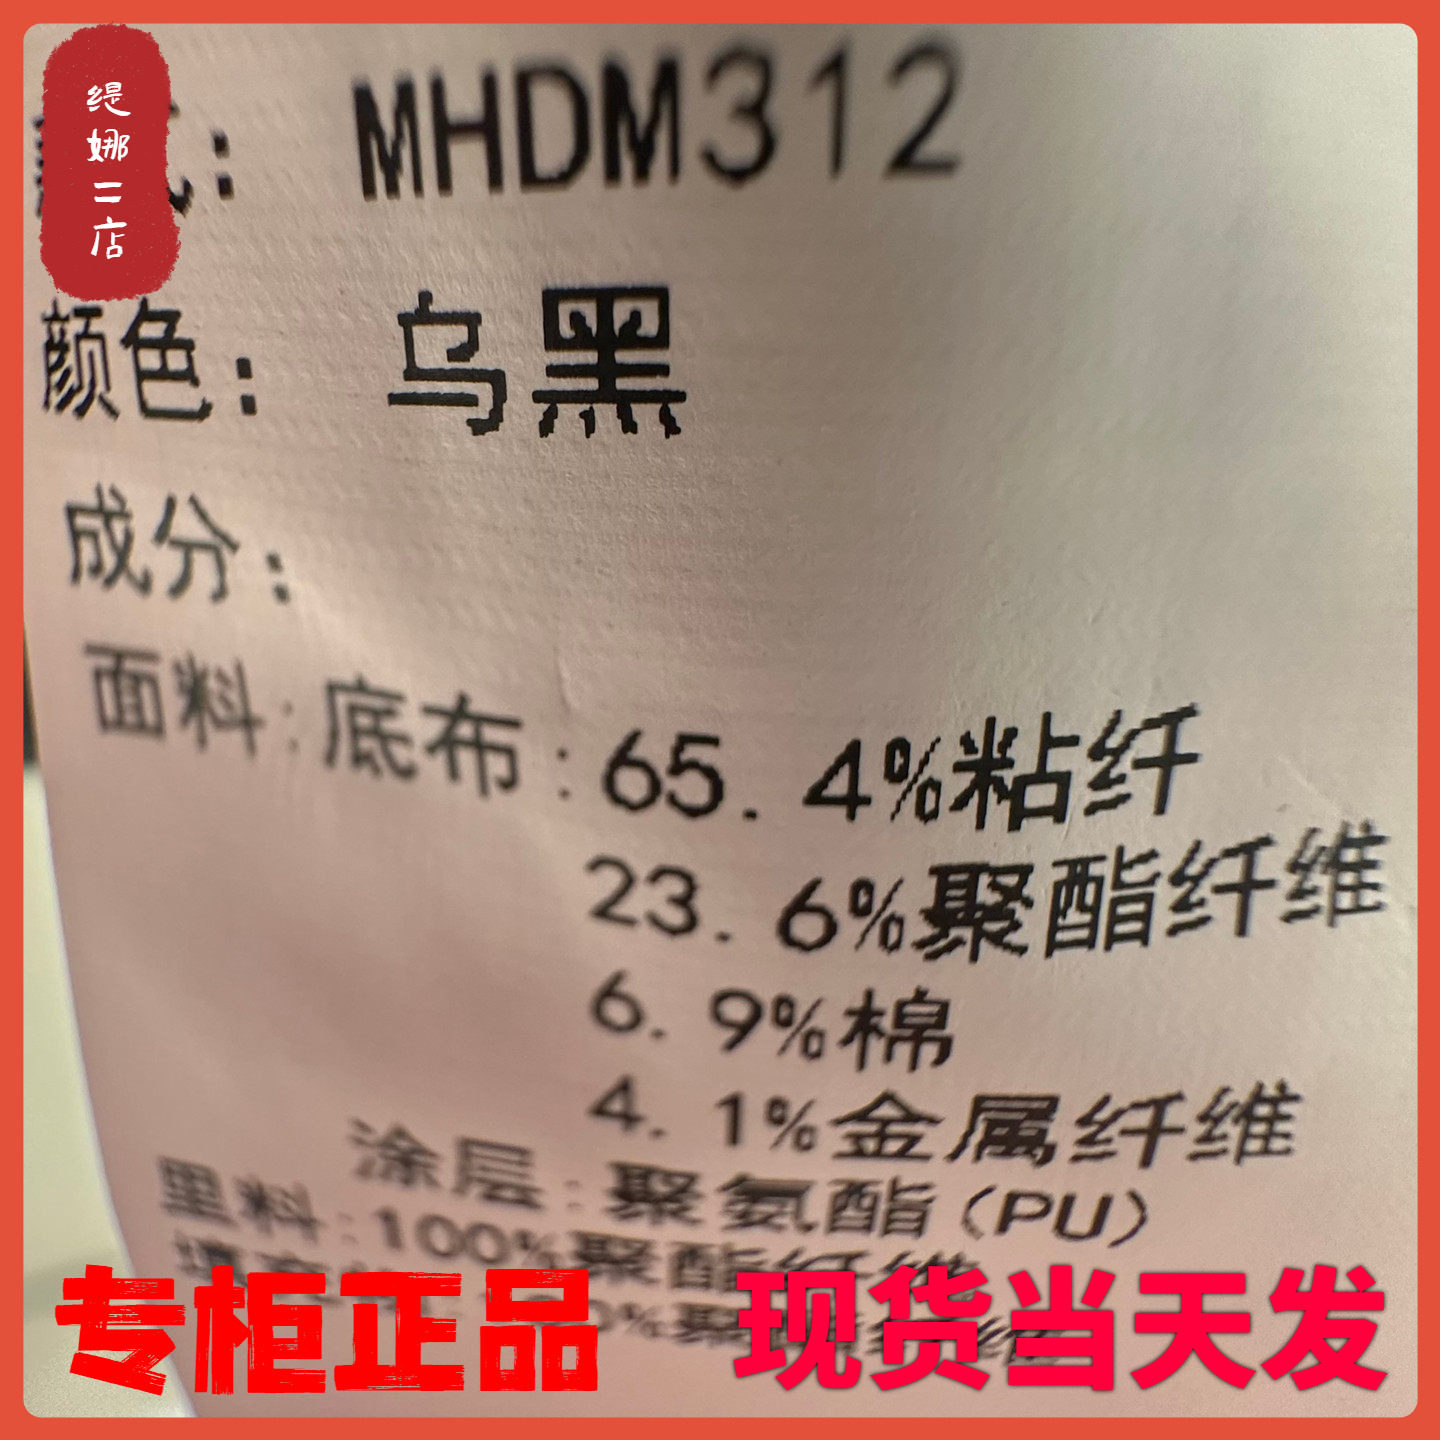 缇娜二店
MHDM312
颜色：乌黑
成分：
面料:底布:65.4%粘纤
23.6%聚酯纤维
6.9%棉
4.1%金属纤维
涂层:聚氨酯(PU)
里料:100%聚酯纤维
专柜正品 现货当天发